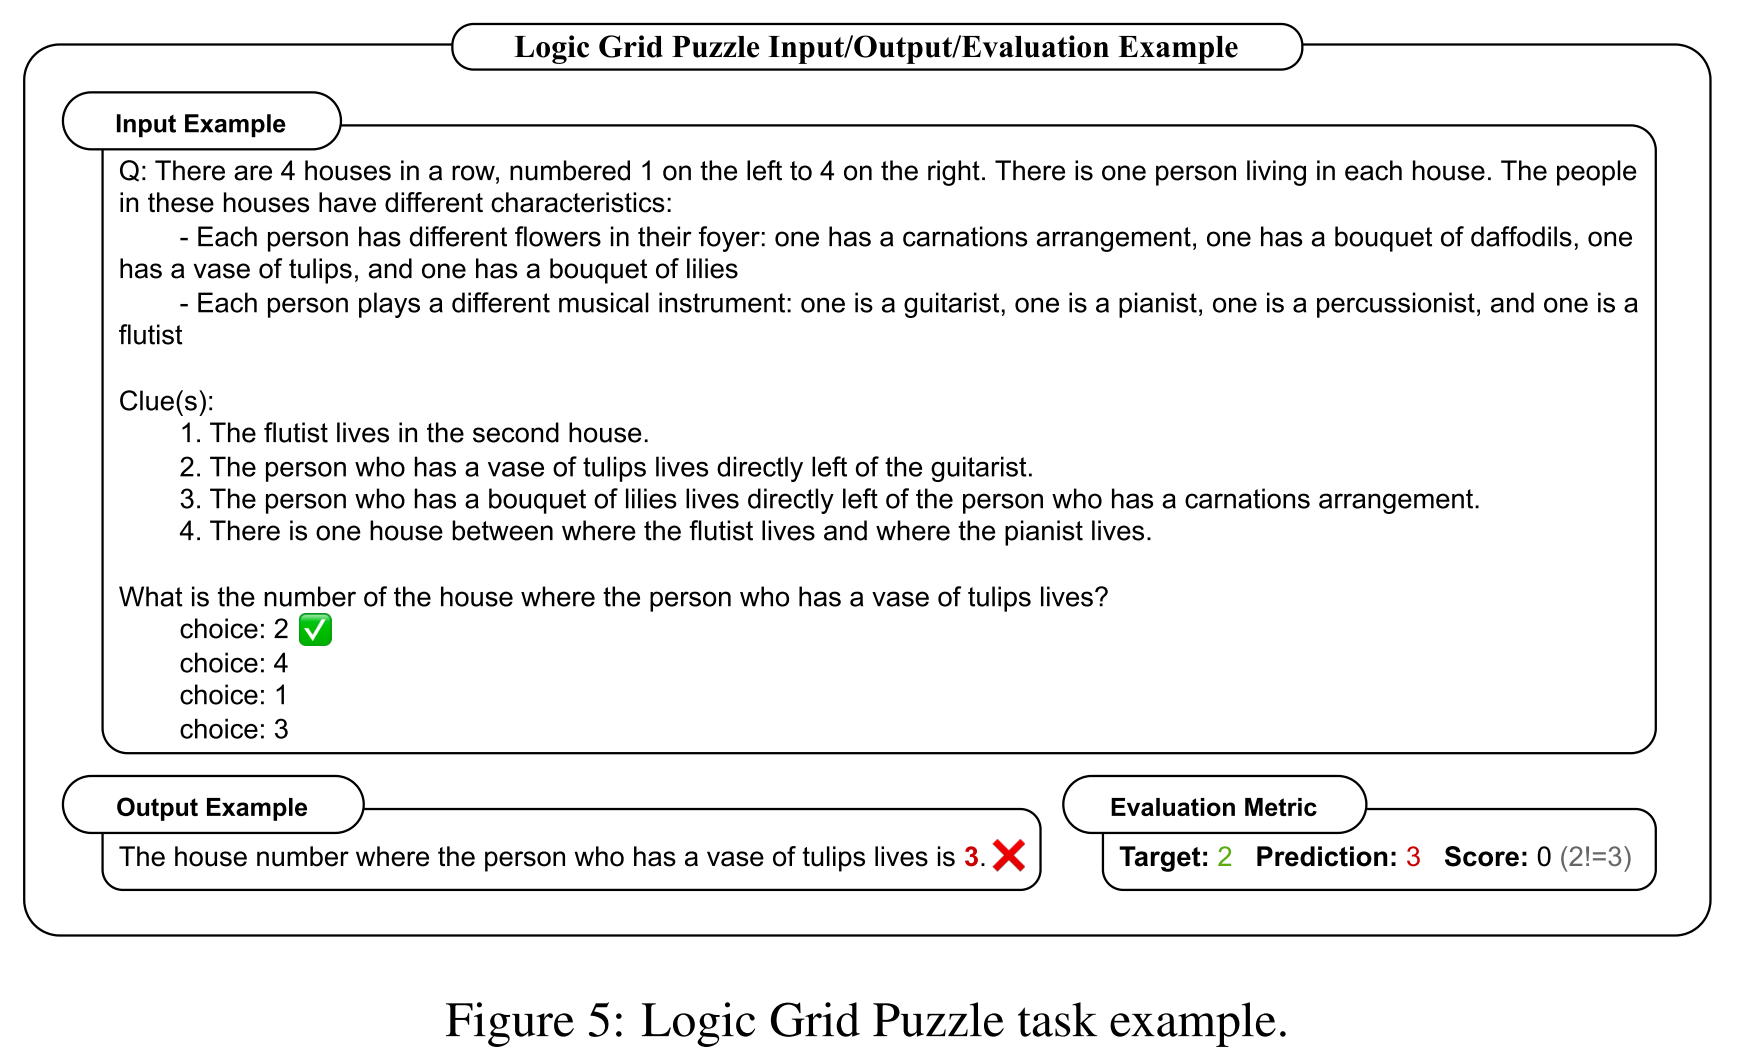 Logic Grid Puzzle Input/Output/Evaluation Example
Input Example
Q: There are 4 houses in a row, numbered 1 on the left to 4 on the right. There is one person living in each house. The people
in these houses have different characteristics:
- Each person has different flowers in their foyer: one has a carnations arrangement, one has a bouquet of daffodils, one
has a vase of tulips, and one has a bouquet of lilies
- Each person plays a different musical instrument: one is a guitarist, one is a pianist, one is a percussionist, and one is a
flutist
Clue(s):
1. The flutist lives in the second house.
2. The person who has a vase of tulips lives directly left of the guitarist.
3. The person who has a bouquet of lilies lives directly left of the person who has a carnations arrangement.
4. There is one house between where the flutist lives and where the pianist lives.
What is the number of the house where the person who has a vase of tulips lives?
choice: 2 ✅
choice: 4
choice: 1
choice: 3
Output Example
The house number where the person who has a vase of tulips lives is 3. ❌
Evaluation Metric
Target: 2 Prediction: 3 Score: 0 (2!=3)
Figure 5: Logic Grid Puzzle task example.